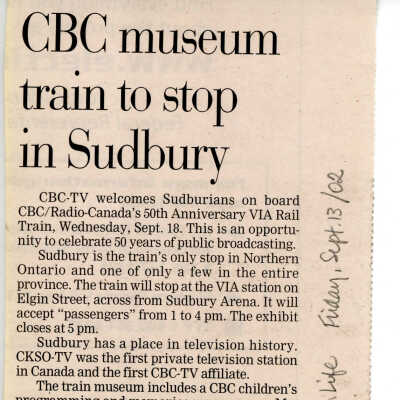 CBC museum
train to stop
in Sudbury
CBC-TV welcomes Sudburians on board
CBC/Radio-Canada's 50th Anniversary VIA Rail
Train, Wednesday, Sept. 18. This is an opportu-
nity to celebrate 50 years of public broadcasting.
Sudbury is the train's only stop in Northern
Ontario and one of only a few in the entire
province. The train will stop at the VIA station on
Elgin Street, across from Sudbury Arena. It will
accept "passengers" from 1 to 4 pm. The exhibit
closes at 5 pm.
Sudbury has a place in television history.
CKSO-TV was the first private television station
in Canada and the first CBC-TV affiliate.
The train museum includes a CBC children's
programming and memories
Life Friday, Sept. 13/02